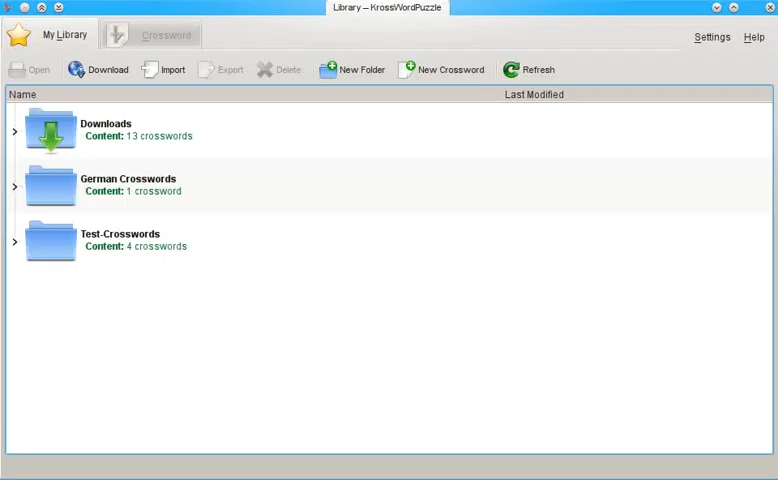 Library – KrossWordPuzzle
My Library
Crossword
Settings Help
Open Download Import Export Delete New Folder New Crossword Refresh
Name Last Modified
Downloads
Content: 13 crosswords
German Crosswords
Content: 1 crossword
Test-Crosswords
Content: 4 crosswords